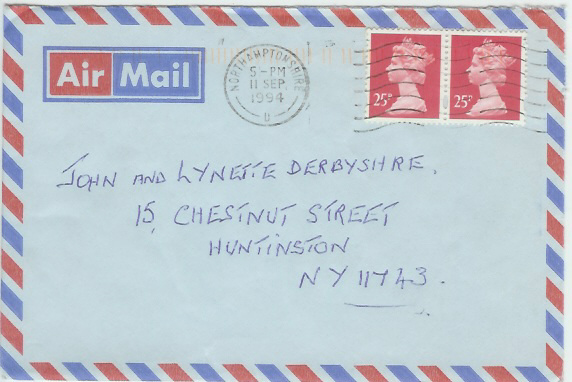 Air Mail
NORTHAMPTONSHIRE
5-PM
11 SEP.
1994
U
25P
25P
JOHN AND LYNETTE DERBYSHIRE.
15, CHESTNUT STREET
HUNTINSTON
NY 11743.